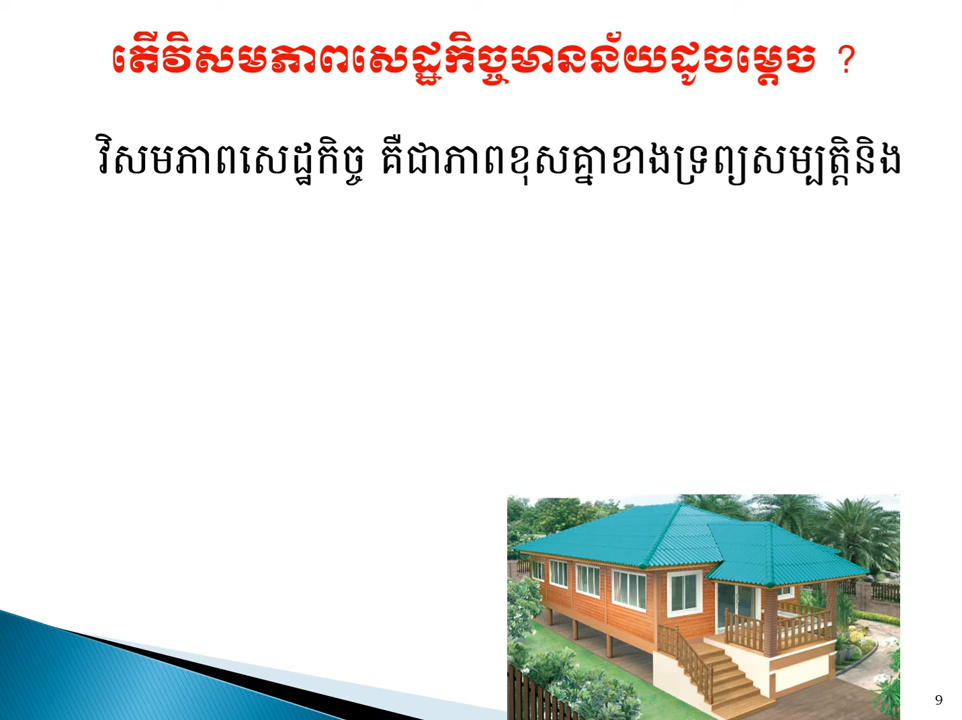 តើវិសមភាពសេដ្ឋកិច្ចមានន័យដូចម្ដេច ?
វិសមភាពសេដ្ឋកិច្ច គឺជាភាពខុសគ្នាខាងទ្រព្យសម្បត្តិនិង
9